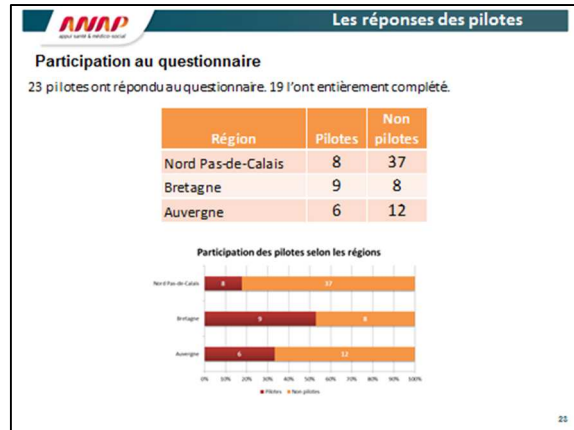 ANAP
appui santé & médico-social
Les réponses des pilotes
Participation au questionnaire
23 pilotes ont répondu au questionnaire. 19 l'ont entièrement complété.
Région Pilotes Non pilotes
Nord Pas-de-Calais 8 37
Bretagne 9 8
Auvergne 6 12
Participation des pilotes selon les régions
Nord Pas-de-Calais 8 37
Bretagne 9 8
Auvergne 6 12
0% 10% 20% 30% 40% 50% 60% 70% 80% 90% 100%
Pilotes Non pilotes
25